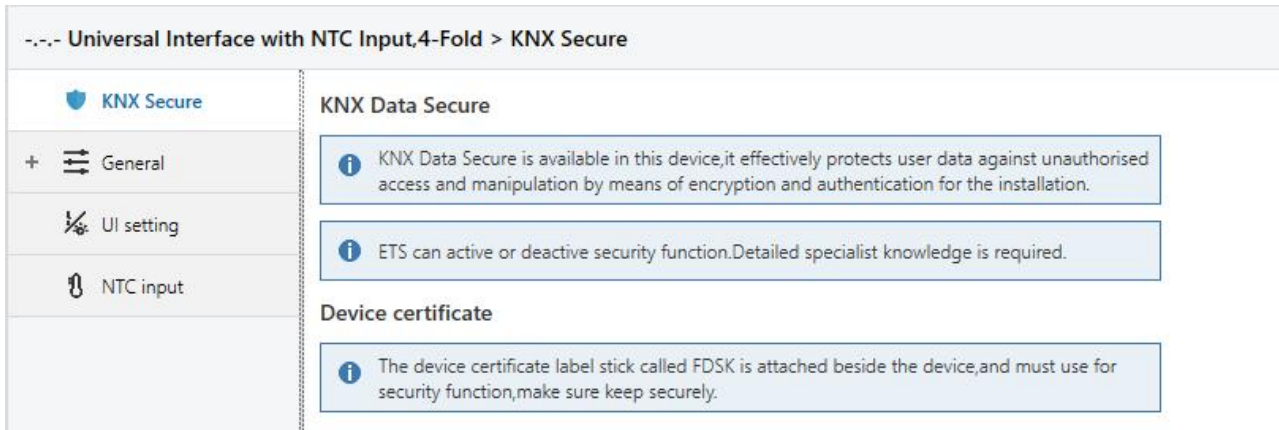 -.-.- Universal Interface with NTC Input,4-Fold > KNX Secure
KNX Secure
+ General
UI setting
NTC input
KNX Data Secure
KNX Data Secure is available in this device,it effectively protects user data against unauthorised
access and manipulation by means of encryption and authentication for the installation.
ETS can active or deactive security function.Detailed specialist knowledge is required.
Device certificate
The device certificate label stick called FDSK is attached beside the device,and must use for
security function,make sure keep securely.